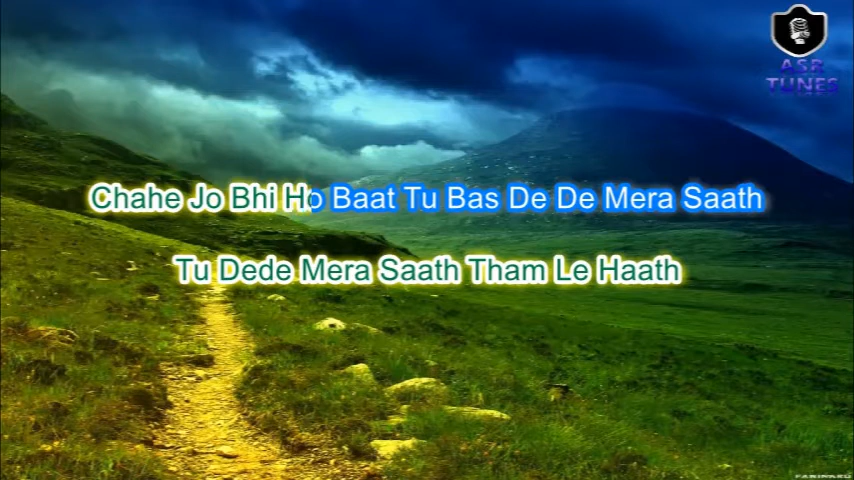 ASR
TUNES
Chahe Jo Bhi Ho Baat Tu Bas De De Mera Saath
Tu Dede Mera Saath Tham Le Haath